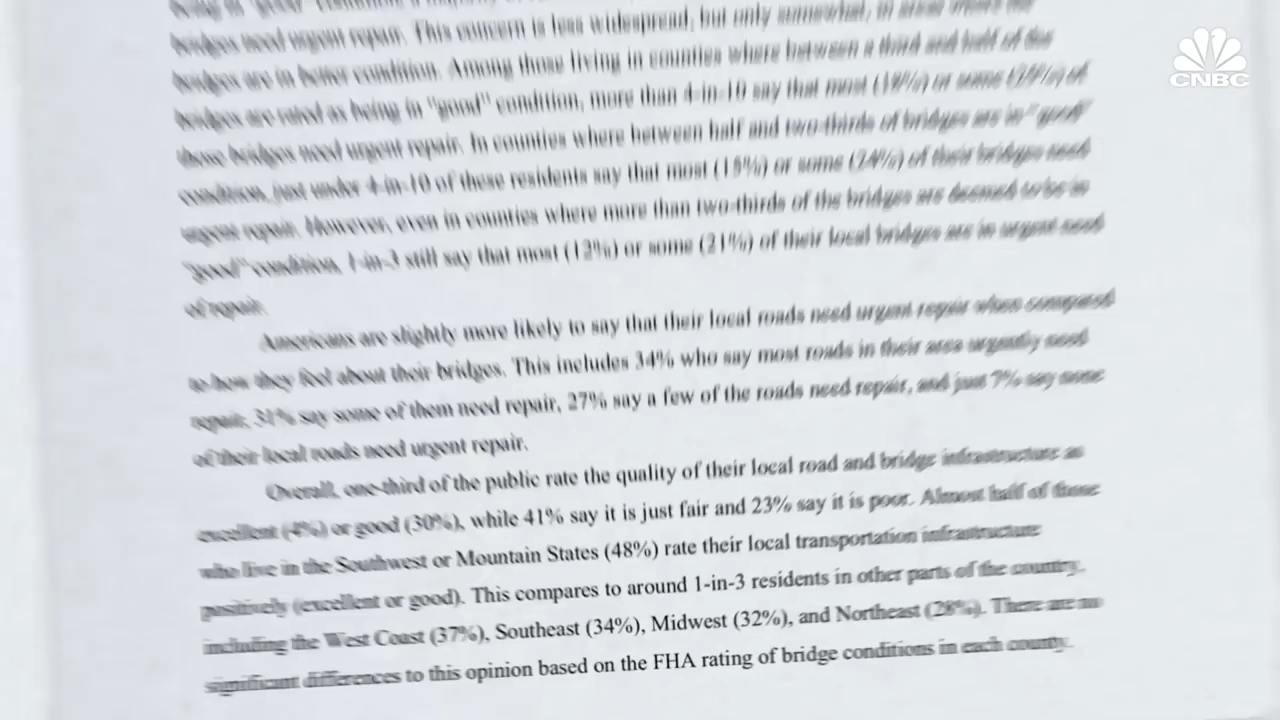 being in "good" condition a majority of
bridges need urgent repair. This concern is less widespread, but only somewhat, in areas where the
bridges are in better condition. Among those living in counties where between a third and half of the
bridges are rated as being in "good" condition, more than 4-in-10 say that most (18%) or some of
those bridges need urgent repair. In counties where between half and two-thirds of bridges are in "good"
condition, just under 4-in-10 of these residents say that most (15%) or some (24%) of their bridges need
urgent repair. However, even in counties where more than two-thirds of the bridges are deemed to be in
"good" condition, 1-in-3 still say that most (12%) or some (21%) of their local bridges are in urgent need
of repair.
Americans are slightly more likely to say that their local roads need urgent repair when compared
to how they feel about their bridges. This includes 34% who say most roads in their area urgently need
repair, 31% say some of them need repair, 27% say a few of the roads need repair, and just 7% say none
of their local roads need urgent repair.
Overall, one-third of the public rate the quality of their local road and bridge infrastructure as
excellent (4%) or good (30%), while 41% say it is just fair and 23% say it is poor. Almost half of those
who live in the Southwest or Mountain States (48%) rate their local transportation infrastructure
positively (excellent or good). This compares to around 1-in-3 residents in other parts of the country,
including the West Coast (37%), Southeast (34%), Midwest (32%), and Northeast (28%). There are no
significant differences to this opinion based on the FHA rating of bridge conditions in each county.
CNBC